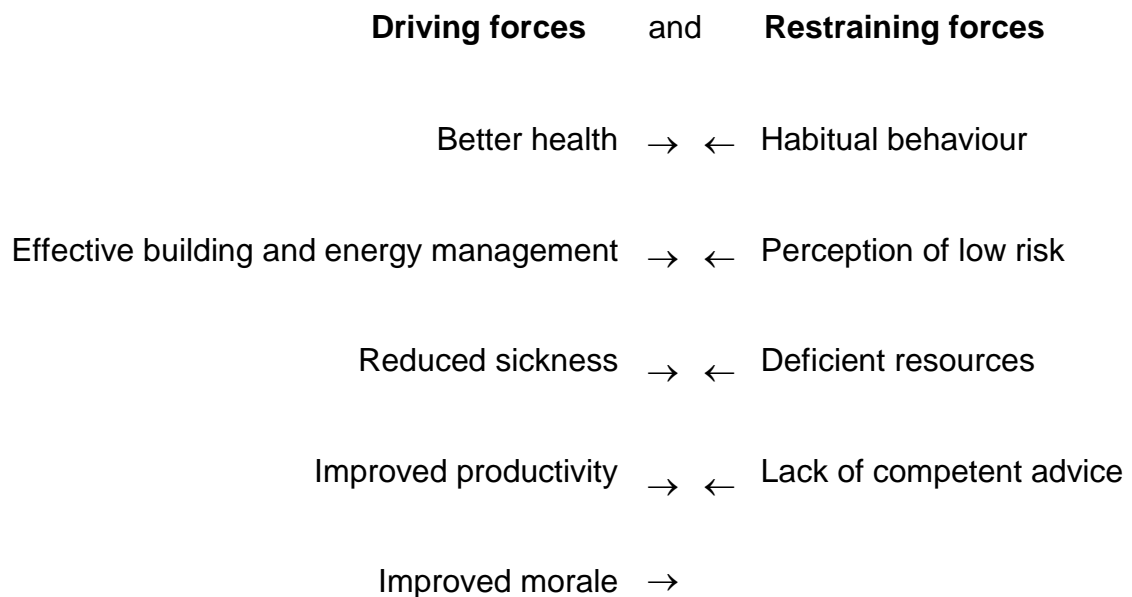 Driving forces and Restraining forces
Better health → ← Habitual behaviour
Effective building and energy management → ← Perception of low risk
Reduced sickness → ← Deficient resources
Improved productivity → ← Lack of competent advice
Improved morale →